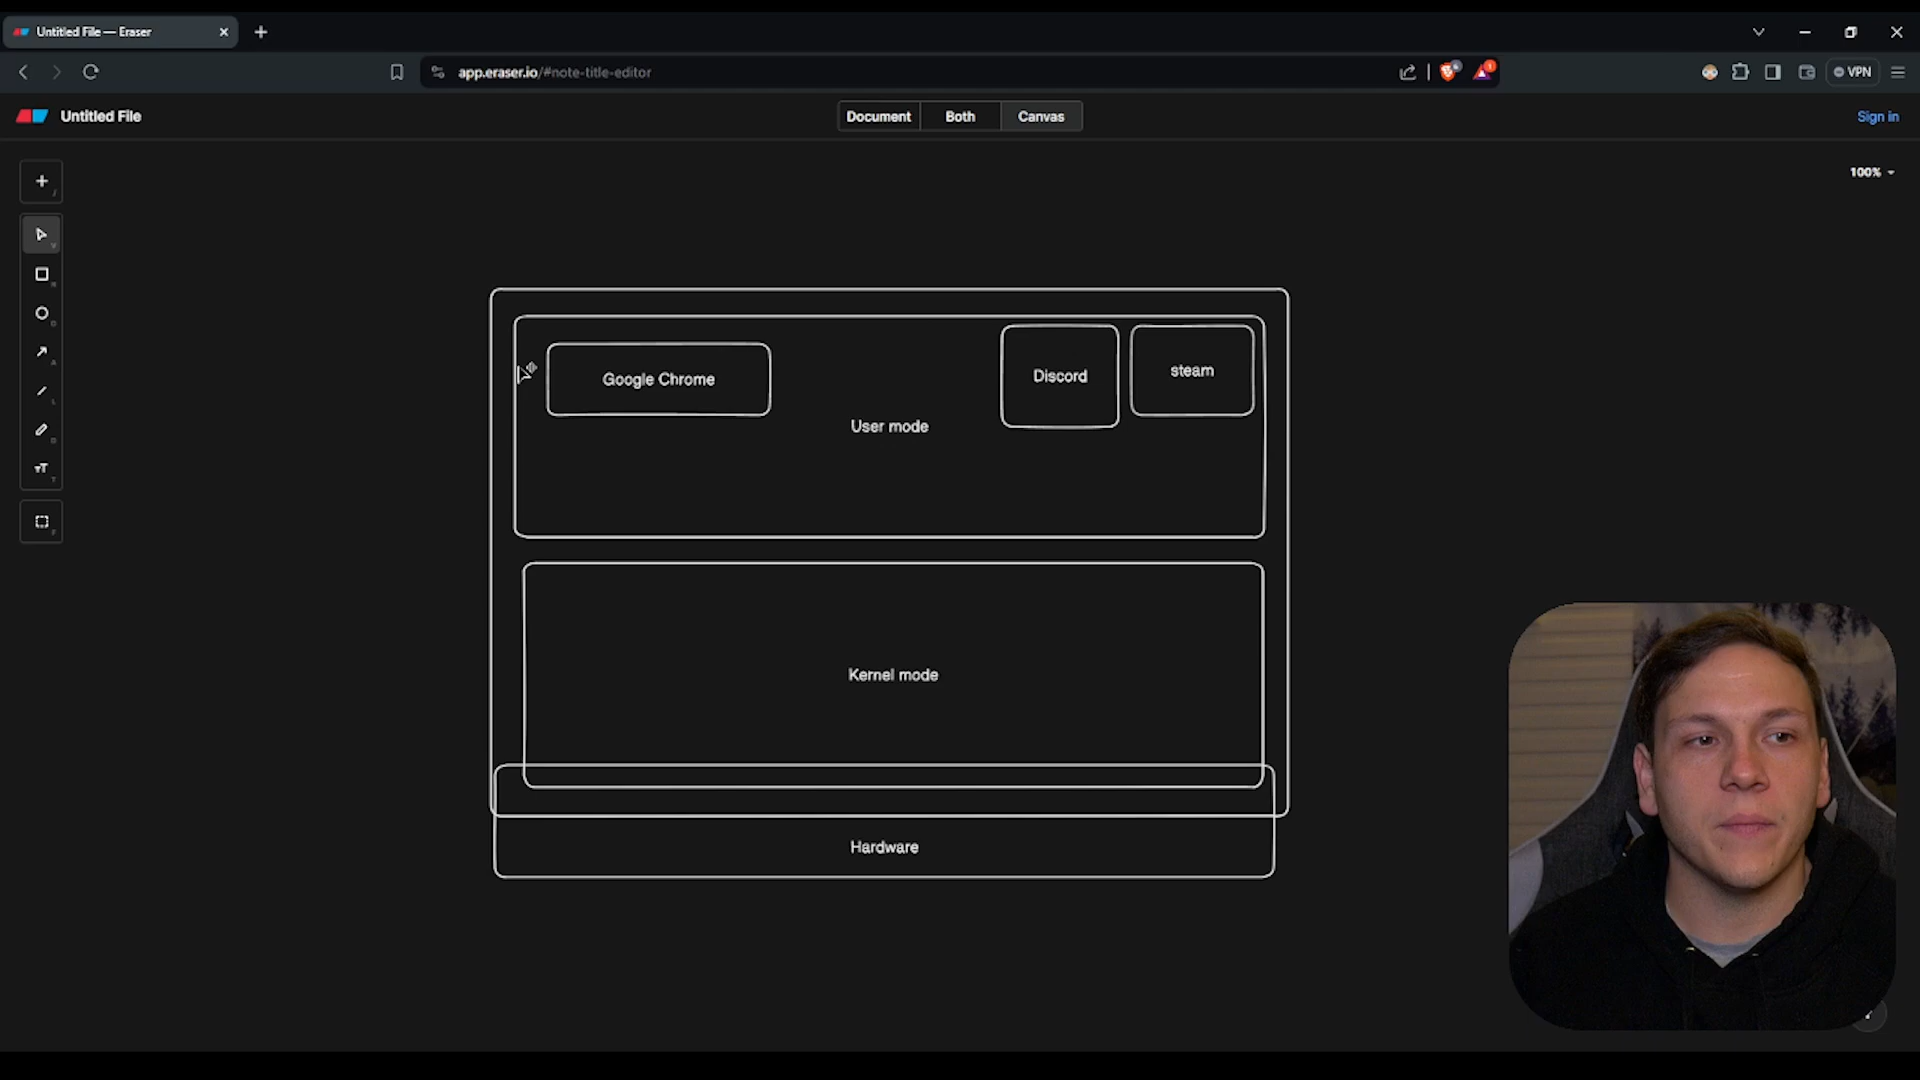 Untitled File — Eraser
app.eraser.io/#note-title-editor
VPN
Untitled File
Document
Both
Canvas
Sign in
100%
Google Chrome
Discord
steam
User mode
Kernel mode
Hardware